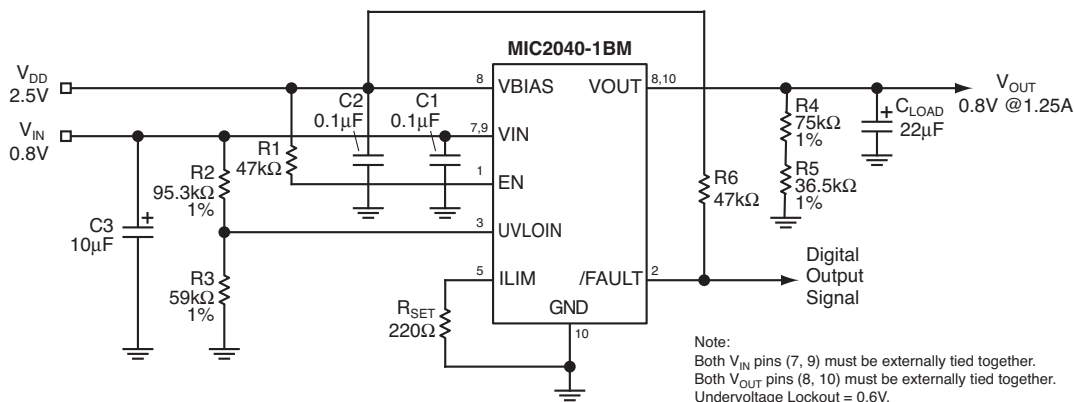 MIC2040-1BM
VDD
2.5V
VIN
0.8V
C2
0.1µF
C1
0.1µF
R1
47kΩ
R2
95.3kΩ
1%
C3
10µF
+
R3
59kΩ
1%
RSET
220Ω
8
VBIAS
7,9
VIN
1
EN
3
UVLOIN
5
ILIM
VOUT
8,10
/FAULT
2
GND
10
R6
47kΩ
R4
75kΩ
1%
R5
36.5kΩ
1%
+
CLOAD
22µF
VOUT
0.8V @1.25A
Digital
Output
Signal
Note:
Both VIN pins (7, 9) must be externally tied together.
Both VOUT pins (8, 10) must be externally tied together.
Undervoltage Lockout = 0.6V.